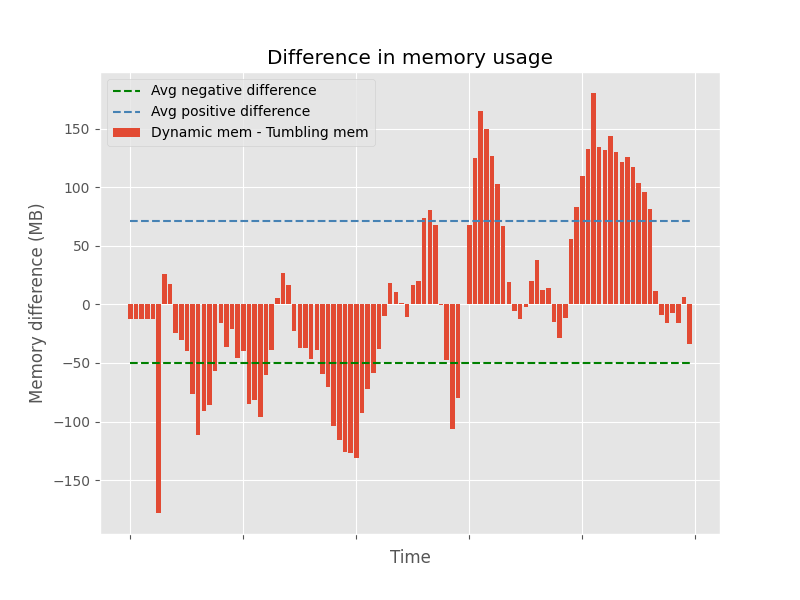 Difference in memory usage
Avg negative difference
Avg positive difference
Dynamic mem - Tumbling mem
Memory difference (MB)
150
100
50
0
−50
−100
−150
Time